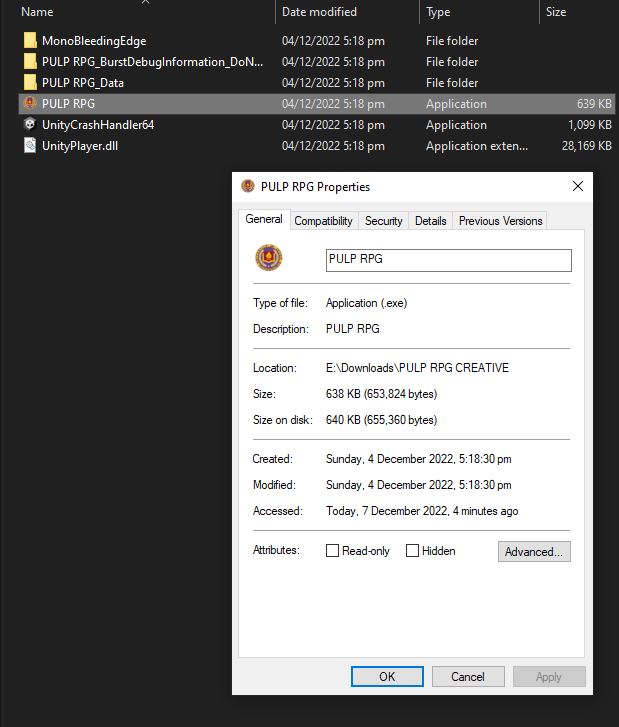 Name Date modified Type Size
MonoBleedingEdge 04/12/2022 5:18 pm File folder
PULP RPG_BurstDebugInformation_DoN... 04/12/2022 5:18 pm File folder
PULP RPG_Data 04/12/2022 5:18 pm File folder
PULP RPG 04/12/2022 5:18 pm Application 639 KB
UnityCrashHandler64 04/12/2022 5:18 pm Application 1,099 KB
UnityPlayer.dll 04/12/2022 5:18 pm Application exten... 28,169 KB
PULP RPG Properties
General Compatibility Security Details Previous Versions
PULP RPG
Type of file: Application (.exe)
Description: PULP RPG
Location: E:\Downloads\PULP RPG CREATIVE
Size: 638 KB (653,824 bytes)
Size on disk: 640 KB (655,360 bytes)
Created: Sunday, 4 December 2022, 5:18:30 pm
Modified: Sunday, 4 December 2022, 5:18:30 pm
Accessed: Today, 7 December 2022, 4 minutes ago
Attributes: Read-only Hidden Advanced...
OK Cancel Apply